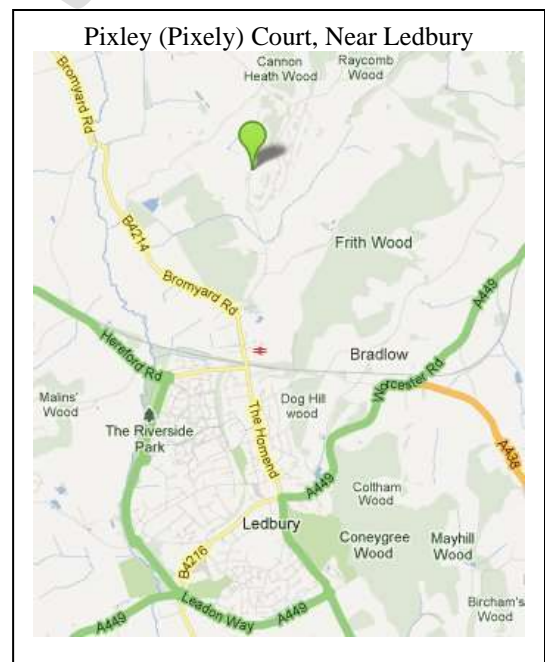 Pixley (Pixely) Court, Near Ledbury
Cannon
Heath Wood
Raycomb
Wood
Bromyard Rd
B4214
Frith Wood
Bromyard Rd
A449
Hereford Rd
Bradlow
Worcester Rd
Malins'
Wood
Dog Hill
wood
The Riverside
Park
The Homend
A438
A449
Coltham
Wood
Ledbury
Coneygree
Wood
Mayhill
Wood
B4216
Leadon Way
A449
A449
Bircham's
Wood